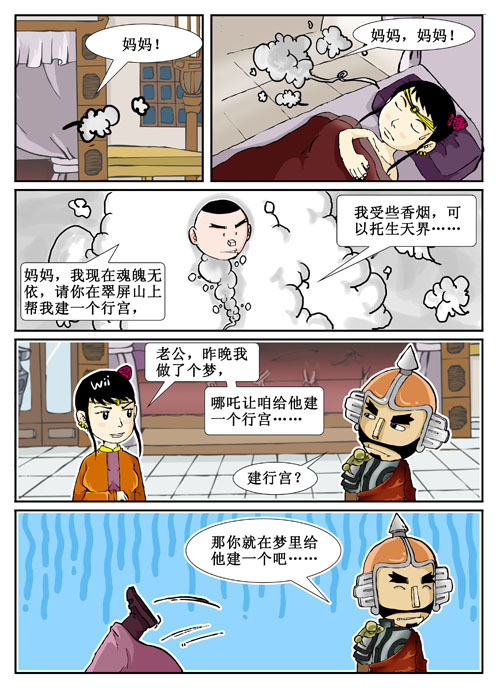 妈妈！
妈妈，妈妈！
妈妈，我现在魂魄无
依，请你在翠屏山上
帮我建一个行宫，
我受些香烟，可
以托生天界……
老公，昨晚我
做了个梦，
哪吒让咱给他建
一个行宫……
Wii
建行宫？
那你就在梦里给
他建一个吧……